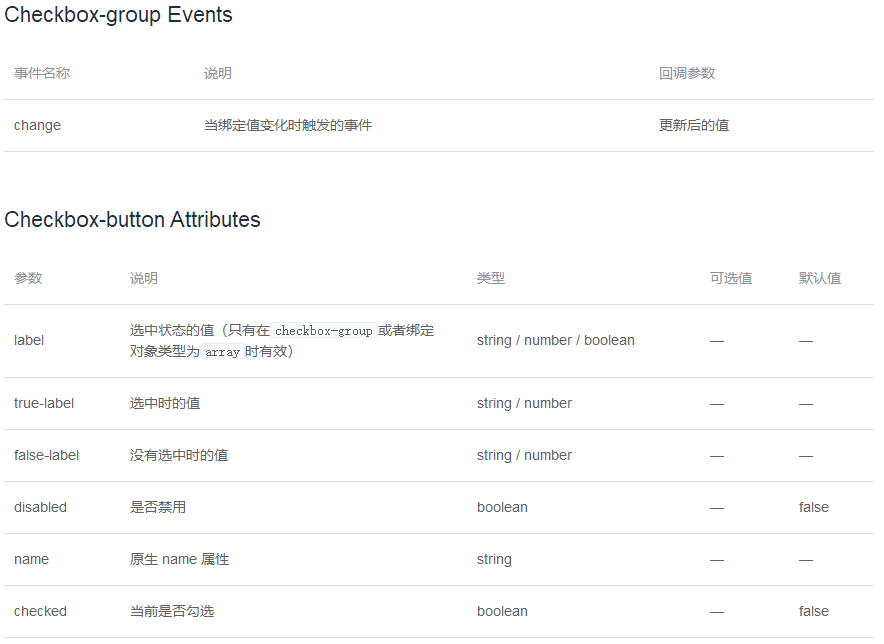 Checkbox-group Events
事件名称 说明 回调参数
change 当绑定值变化时触发的事件 更新后的值
Checkbox-button Attributes
参数 说明 类型 可选值 默认值
label 选中状态的值（只有在 checkbox-group 或者绑定 string / number / boolean — —
对象类型为 array 时有效）
true-label 选中时的值 string / number — —
false-label 没有选中时的值 string / number — —
disabled 是否禁用 boolean — false
name 原生 name 属性 string — —
checked 当前是否勾选 boolean — false